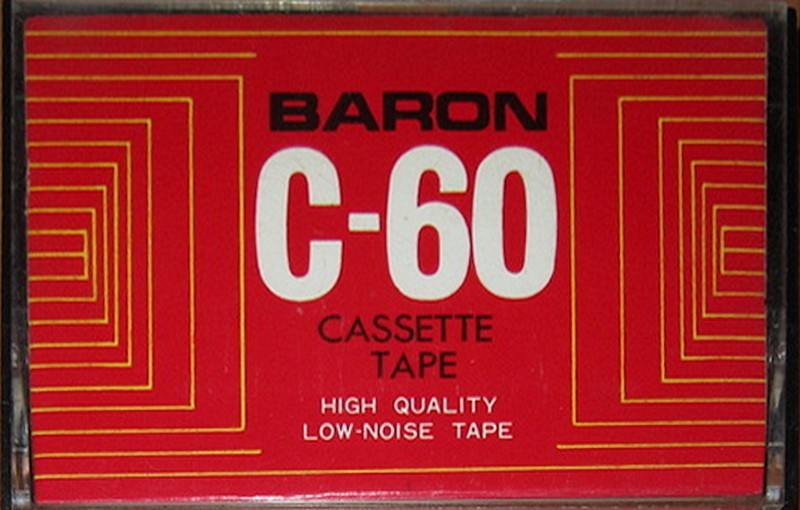 BARON
C-60
CASSETTE
TAPE
HIGH QUALITY
LOW-NOISE TAPE